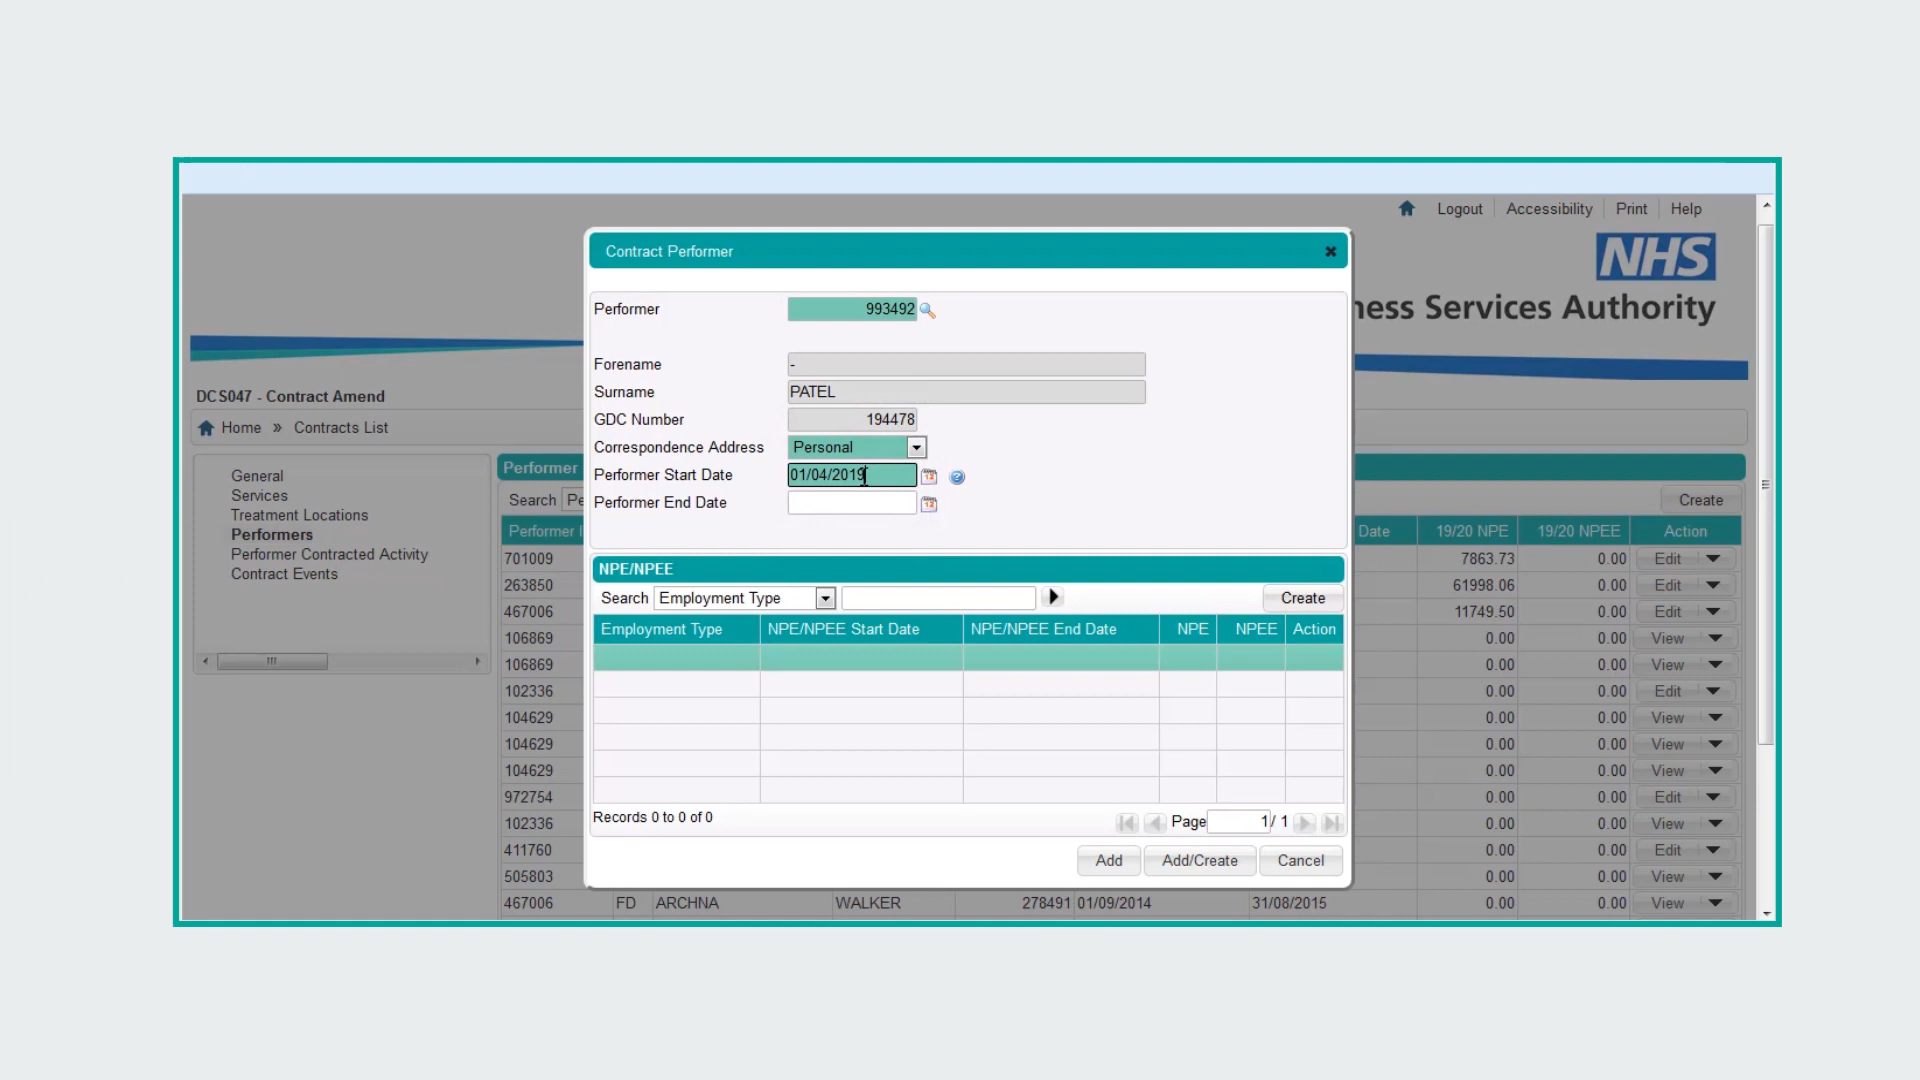 Logout Accessibility Print Help
NHS
ness Services Authority
DCS047 - Contract Amend
Home » Contracts List
General
Services
Treatment Locations
Performers
Performer Contracted Activity
Contract Events
Performer
Search Pe
Create
Performer I
Date 19/20 NPE 19/20 NPEE Action
701009 7863.73 0.00 Edit
263850 61998.06 0.00 Edit
467006 11749.50 0.00 Edit
106869 0.00 0.00 View
106869 0.00 0.00 View
102336 0.00 0.00 Edit
104629 0.00 0.00 View
104629 0.00 0.00 View
104629 0.00 0.00 View
972754 0.00 0.00 Edit
102336 0.00 0.00 View
411760 0.00 0.00 Edit
505803 0.00 0.00 View
467006 FD ARCHNA WALKER 278491 01/09/2014 31/08/2015 0.00 0.00 View
Contract Performer
Performer 993492
Forename -
Surname PATEL
GDC Number 194478
Correspondence Address Personal
Performer Start Date 01/04/2019
Performer End Date
NPE/NPEE
Search Employment Type Create
Employment Type NPE/NPEE Start Date NPE/NPEE End Date NPE NPEE Action
Records 0 to 0 of 0 Page 1 / 1
Add Add/Create Cancel